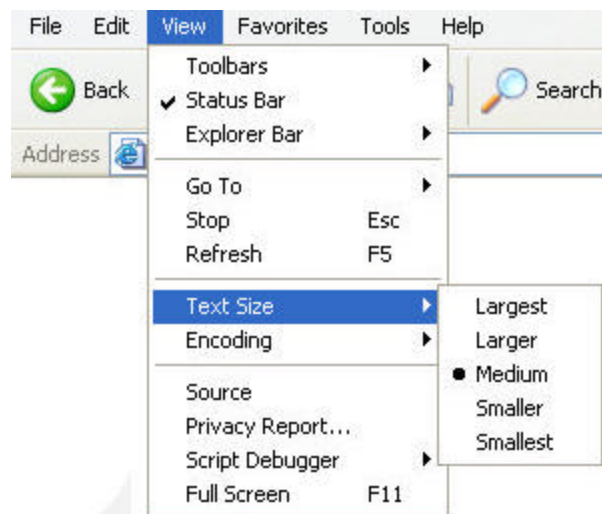 File Edit View Favorites Tools Help
Back Search
Address
Toolbars
Status Bar
Explorer Bar
Go To
Stop Esc
Refresh F5
Text Size
Encoding
Source
Privacy Report...
Script Debugger
Full Screen F11
Largest
Larger
Medium
Smaller
Smallest